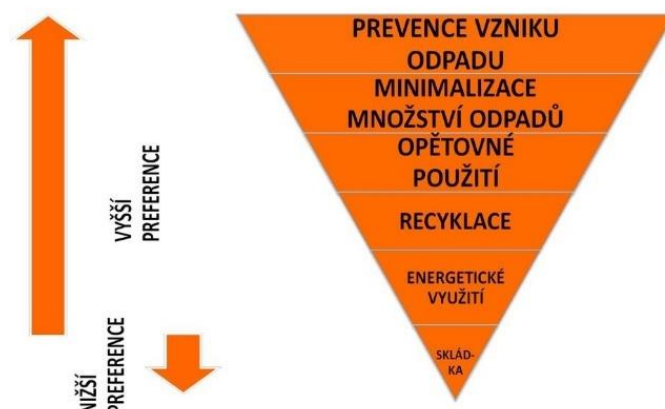 PREVENCE VZNIKU
ODPADU
MINIMALIZACE
MNOŽSTVÍ ODPADŮ
OPĚTOVNÉ
POUŽITÍ
RECYKLACE
ENERGETICKÉ
VYUŽITÍ
SKLÁD-
KA
VYŠŠÍ
PREFERENCE
NIŽŠÍ
PREFERENCE